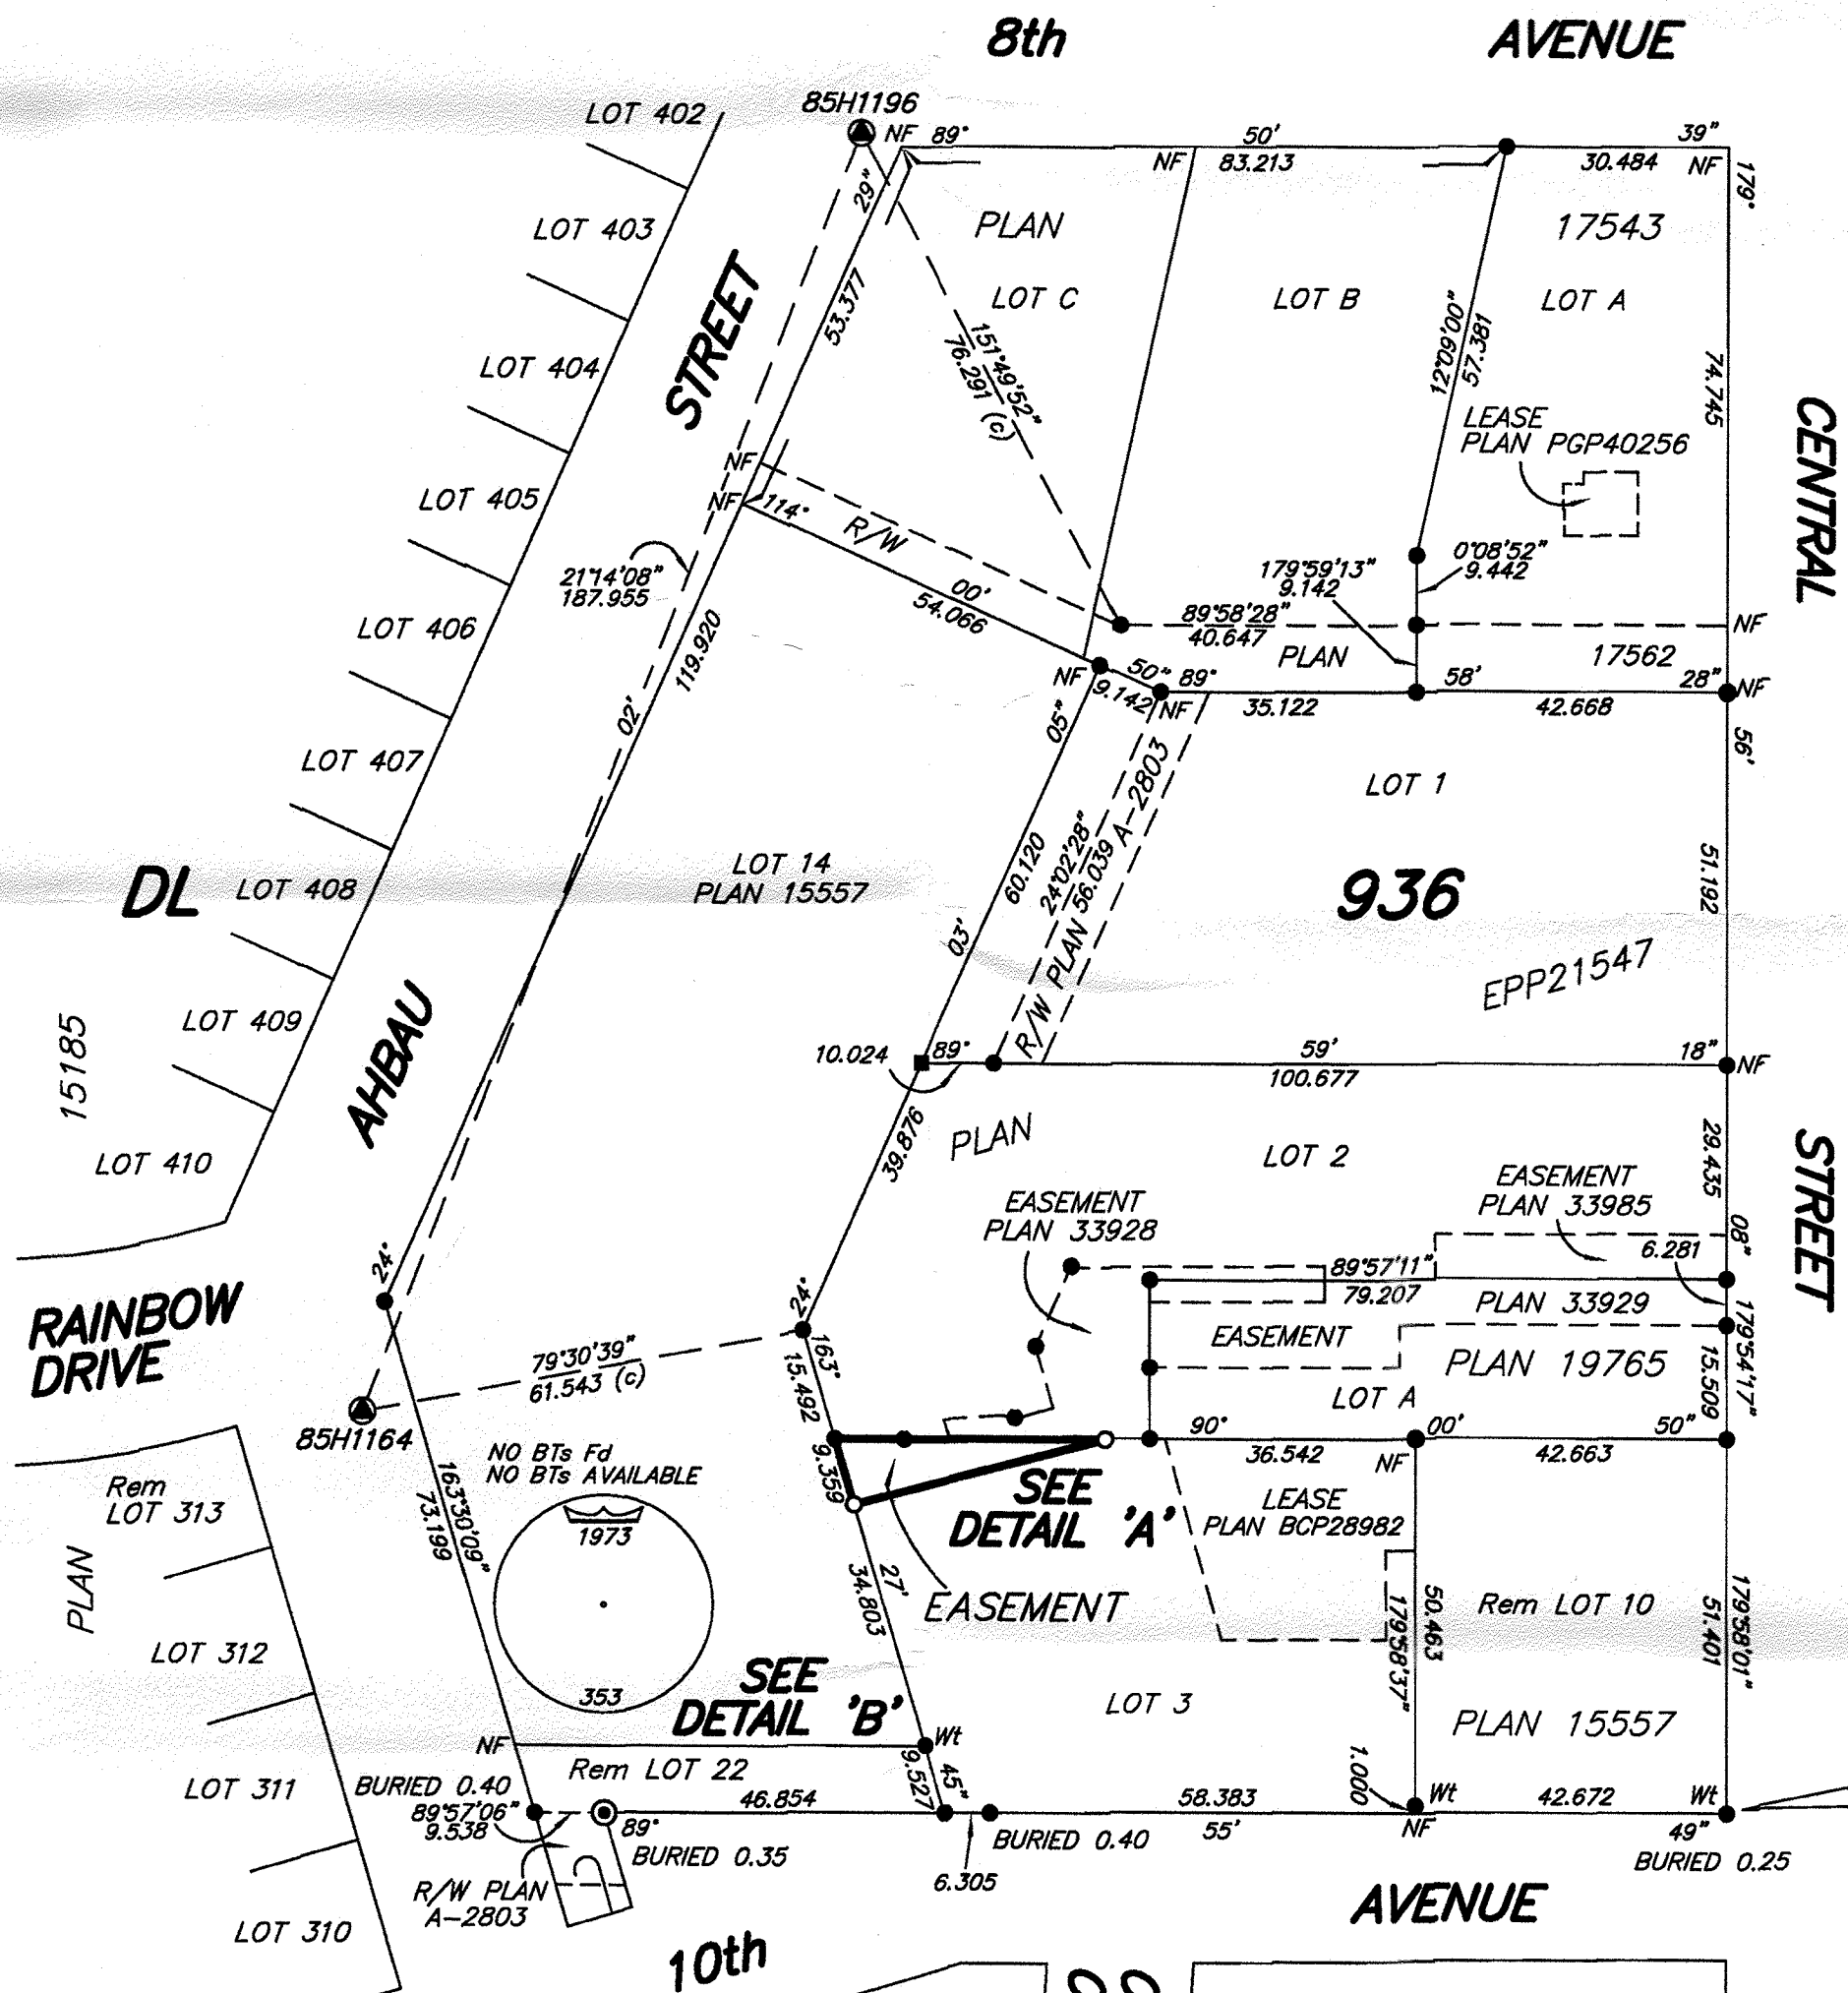 8th AVENUE
LOT 402
85H1196
NF 89° 50' 39"
NF 83.213 30.484 NF
179°
29"
LOT 403
PLAN 17543
STREET
53.377
LOT C LOT B LOT A
151°49'52"
76.291 (c)
12°09'00"
57.381
74.745
LOT 404
LEASE
PLAN PGP40256
CENTRAL
NF
NF
LOT 405
114° R/W
00'
54.066
21°14'08"
187.955
179°59'13"
9.142
0°08'52"
9.442
89°58'28"
40.647
NF
LOT 406
119.920
PLAN 17562
NF 50" 89° 58' 28" NF
9.142 NF 35.122 42.668
02'
05"
56'
LOT 407
LOT 1
60.120
24°02'28"
56.039
R/W PLAN A-2803
51.192
DL
LOT 408
LOT 14
PLAN 15557
936
03'
EPP21547
15185
LOT 409
AHBAU
10.024 89° 59' 18" NF
100.677
39.876
PLAN
LOT 2
29.435
LOT 410
EASEMENT
PLAN 33985
EASEMENT
PLAN 33928
STREET
08"
6.281
24°
24°
89°57'11"
79.207
PLAN 33929
RAINBOW
DRIVE
EASEMENT
PLAN 19765
179°54'17"
15.509
79°30'39"
61.543 (c)
163°
15.492
LOT A
85H1164
90° 00' 50"
36.542 42.663
NF
NO BTs Fd
NO BTs AVAILABLE
9.359
163°30'09"
73.199
Rem
LOT 313
SEE
DETAIL 'A'
LEASE
PLAN BCP28982
1973
PLAN
27'
34.803
EASEMENT
50.463
179°58'37"
Rem LOT 10
179°58'01"
51.401
LOT 312
SEE
DETAIL 'B'
353
LOT 3
PLAN 15557
NF
Wt
Rem LOT 22
9.527
45"
LOT 311
BURIED 0.40
89°57'06"
9.538
46.854
58.383
1.000
Wt
42.672
Wt
89°
BURIED 0.35
BURIED 0.40
55'
NF
49"
BURIED 0.25
6.305
R/W PLAN
A-2803
LOT 310
10th AVENUE